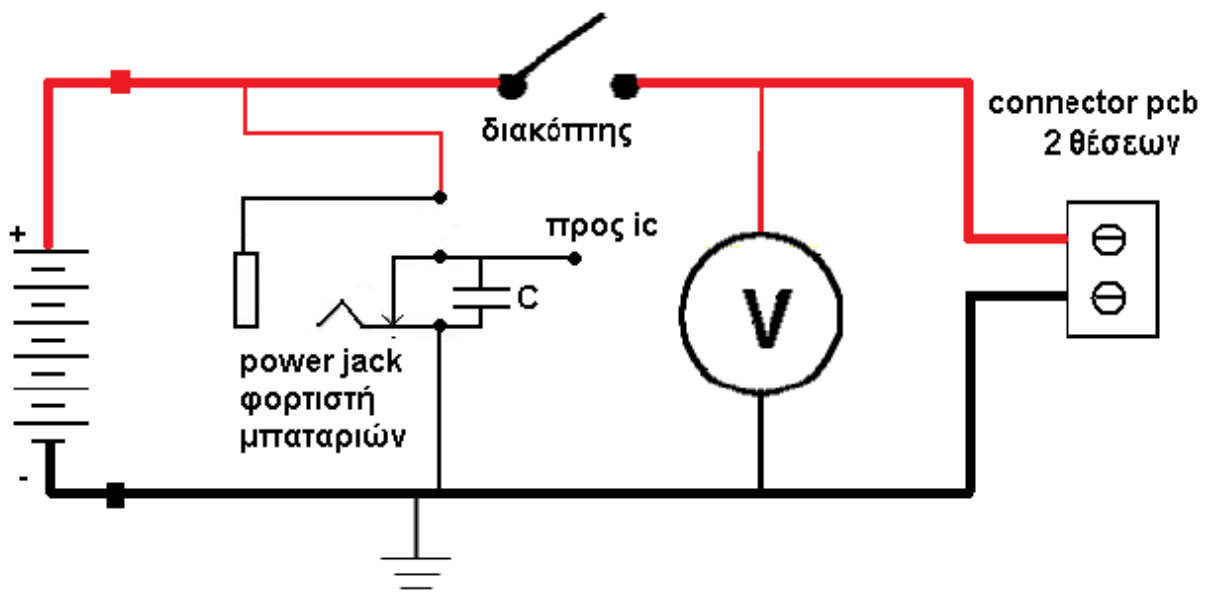 διακόπτης
connector pcb
2 θέσεων
+
προς ic
C
V
power jack
φορτιστή
μπαταριών
-